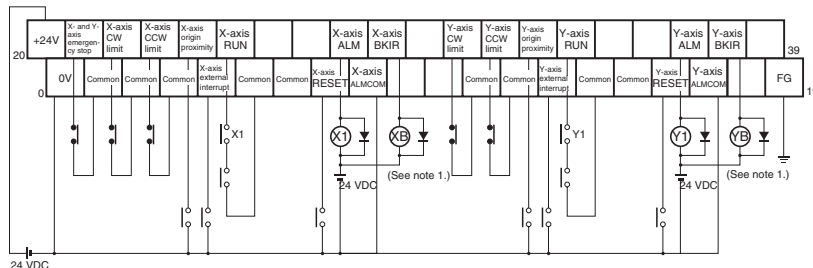 +24V
X- and Y-
axis
emergen-
cy stop
X-axis
CW
limit
X-axis
CCW
limit
X-axis
origin
proximity
X-axis
RUN
X-axis
ALM
X-axis
BKIR
Y-axis
CW
limit
Y-axis
CCW
limit
Y-axis
origin
proximity
Y-axis
RUN
Y-axis
ALM
Y-axis
BKIR
20
39
0V
Common
Common
Common
X-axis
external
interrupt
Common
Common
X-axis
RESET
X-axis
ALMCOM
Common
Common
Common
Y-axis
external
interrupt
Common
Common
Y-axis
RESET
Y-axis
ALMCOM
FG
0
X1
X1
XB
Y1
Y1
YB
(See note 1.)
(See note 1.)
24 VDC
24 VDC
24 VDC